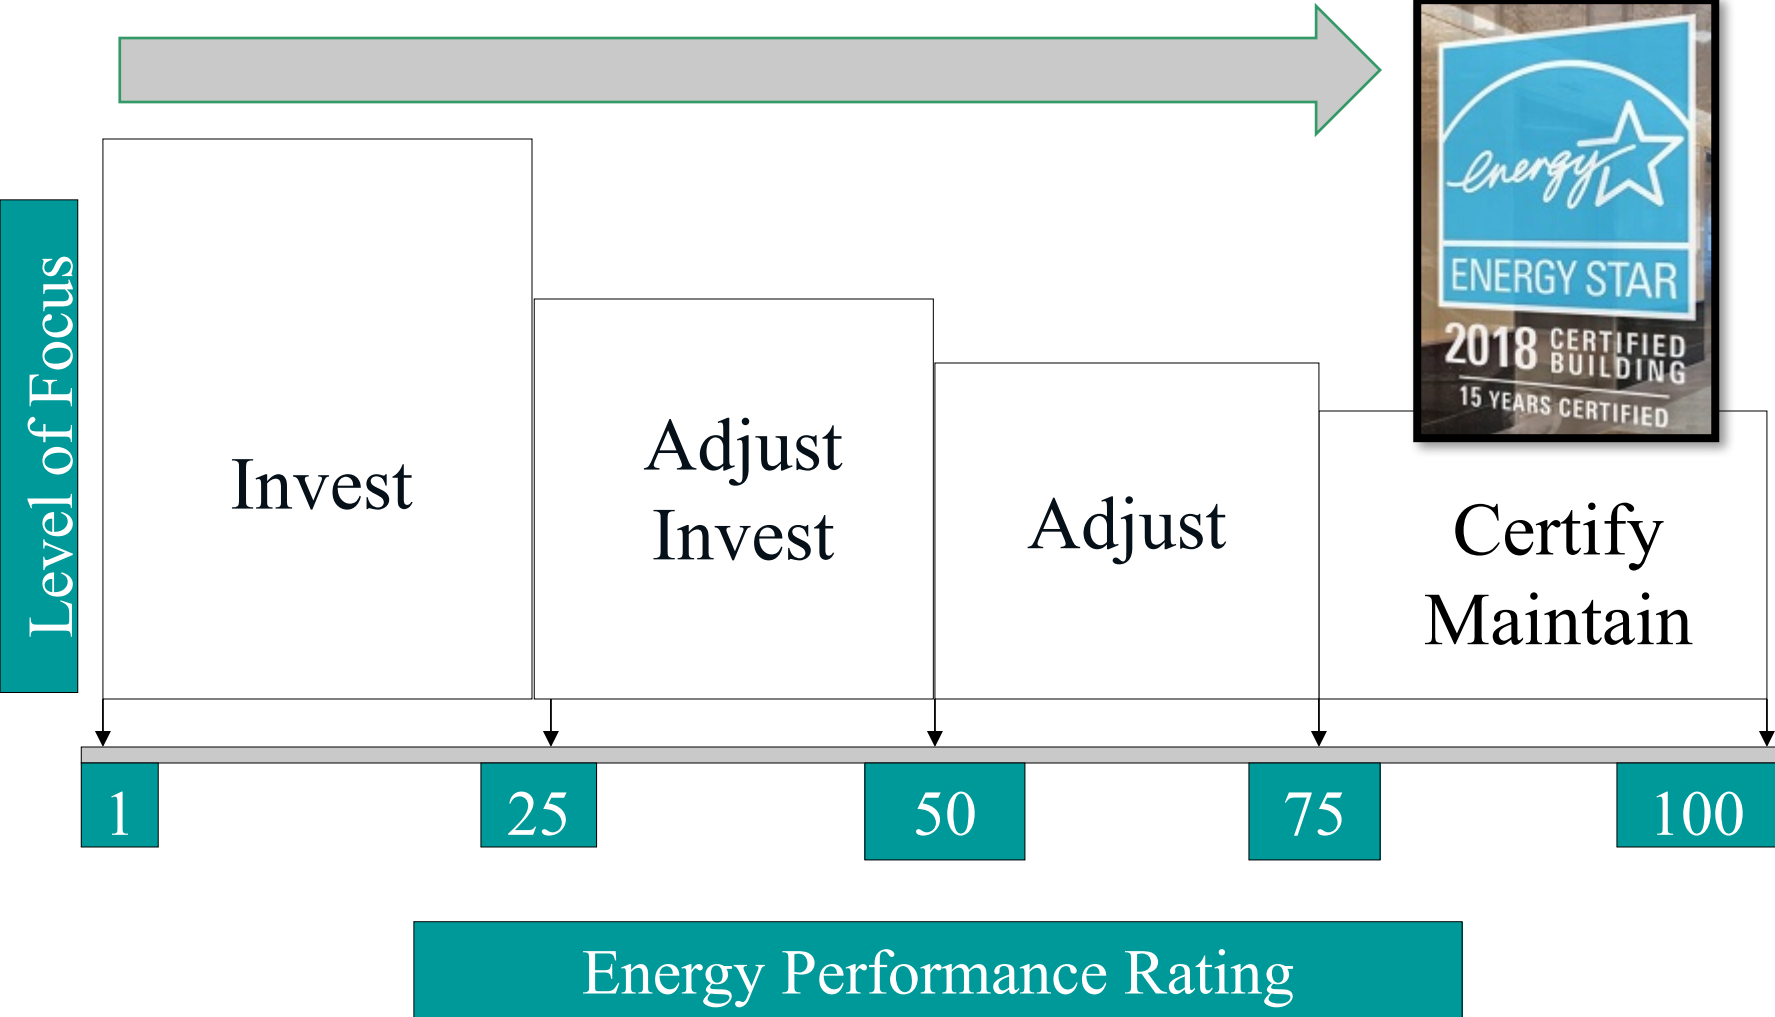 energy
ENERGY STAR
2018 CERTIFIED BUILDING
15 YEARS CERTIFIED
Level of Focus
Invest
Adjust
Invest
Adjust
Certify
Maintain
1
25
50
75
100
Energy Performance Rating